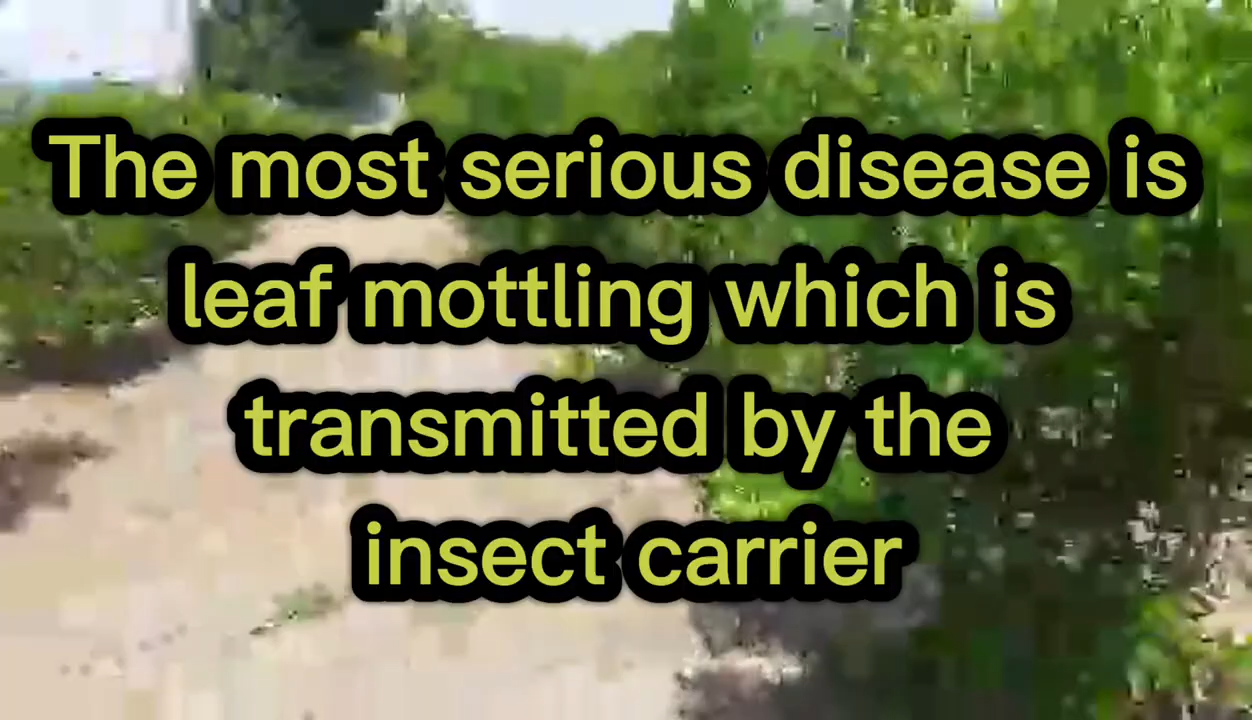 The most serious disease is
leaf mottling which is
transmitted by the
insect carrier